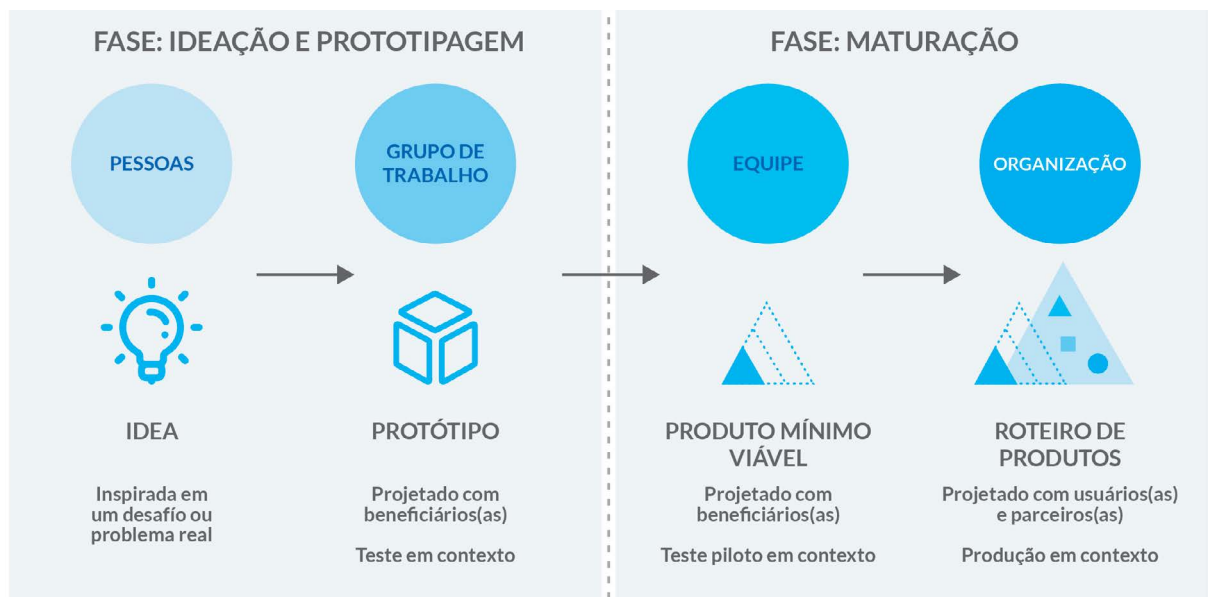 FASE: IDEAÇÃO E PROTOTIPAGEM
PESSOAS
GRUPO DE
TRABALHO
IDEA
PROTÓTIPO
Inspirada em
um desafío ou
problema real
Projetado com
beneficiários(as)
Teste em contexto
FASE: MATURAÇÃO
EQUIPE
ORGANIZAÇÃO
PRODUTO MÍNIMO
VIÁVEL
ROTEIRO DE
PRODUTOS
Projetado com
beneficiários(as)
Teste piloto em contexto
Projetado com usuários(as)
e parceiros(as)
Produção em contexto